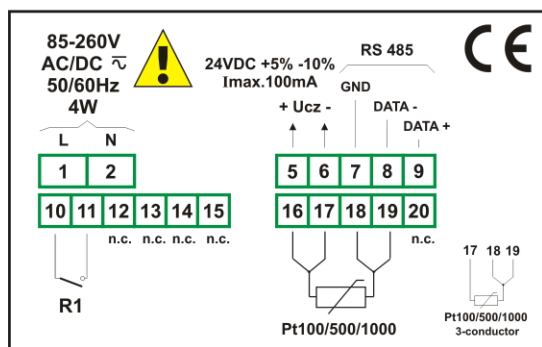 85-260V
AC/DC
50/60Hz
4W
L N
1 2
10 11 12 13 14 15
n.c. n.c. n.c. n.c.
R1
24VDC +5% -10%
Imax.100mA
+ Ucz -
RS 485
GND
DATA -
DATA +
CE
5 6 7 8 9
16 17 18 19 20
n.c.
Pt100/500/1000
17 18 19
Pt100/500/1000
3-conductor